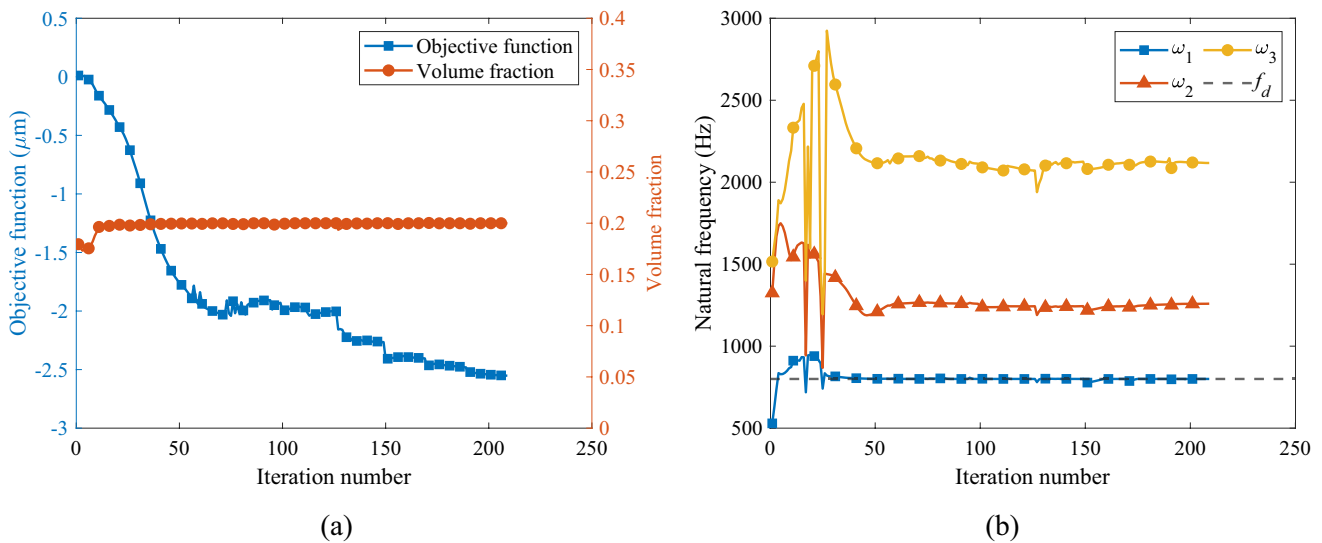 0.5
0
-0.5
-1
-1.5
-2
-2.5
-3
Objective function (μm)
Objective function
Volume fraction
0.4
0.35
0.3
0.25
0.2
0.15
0.1
0.05
0
Volume fraction
0
50
100
150
200
250
Iteration number
(a)
3000
2500
2000
1500
1000
500
Natural frequency (Hz)
ω1
ω3
ω2
fd
0
50
100
150
200
250
Iteration number
(b)